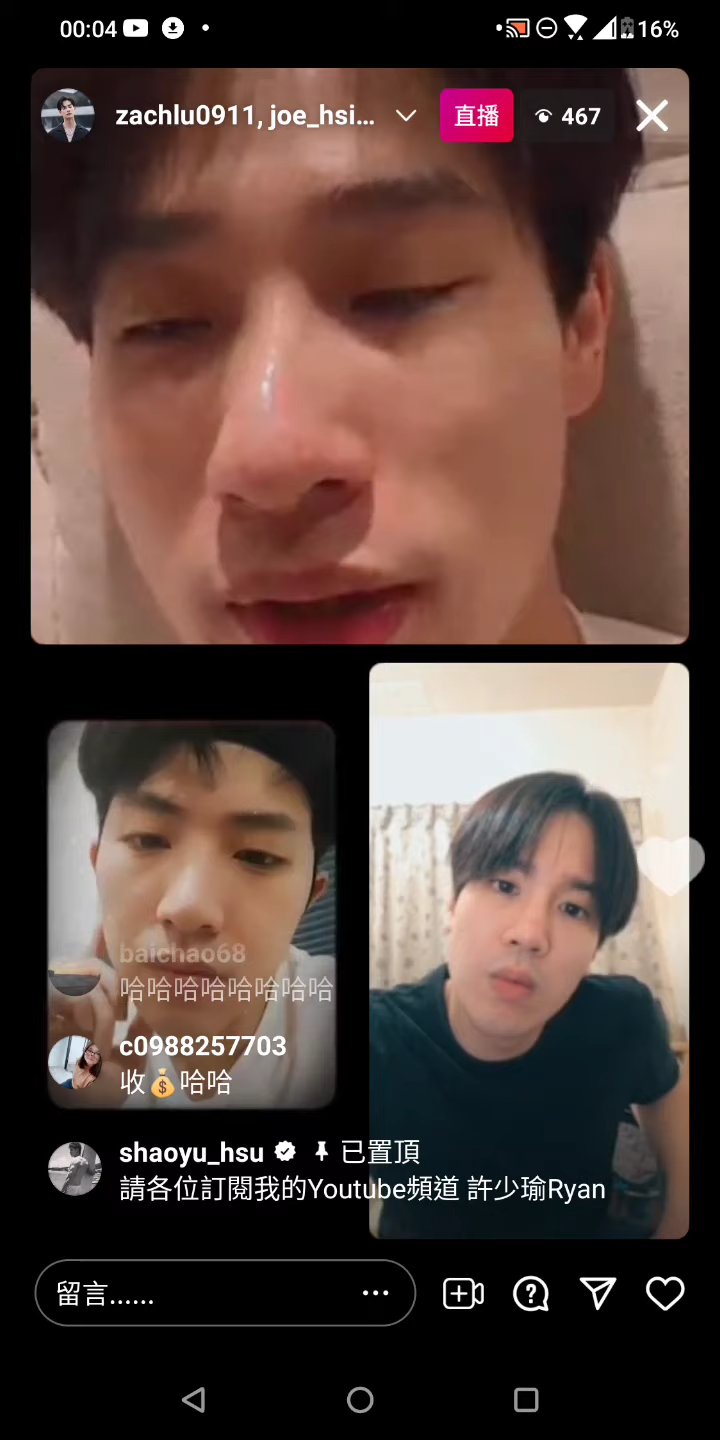 00:04
16%
zachlu0911, joe_hsi...
直播
467
baichao68
哈哈哈哈哈哈哈哈
c0988257703
收💰哈哈
shaoyu_hsu 已置頂
請各位訂閱我的Youtube頻道 許少瑜Ryan
留言......